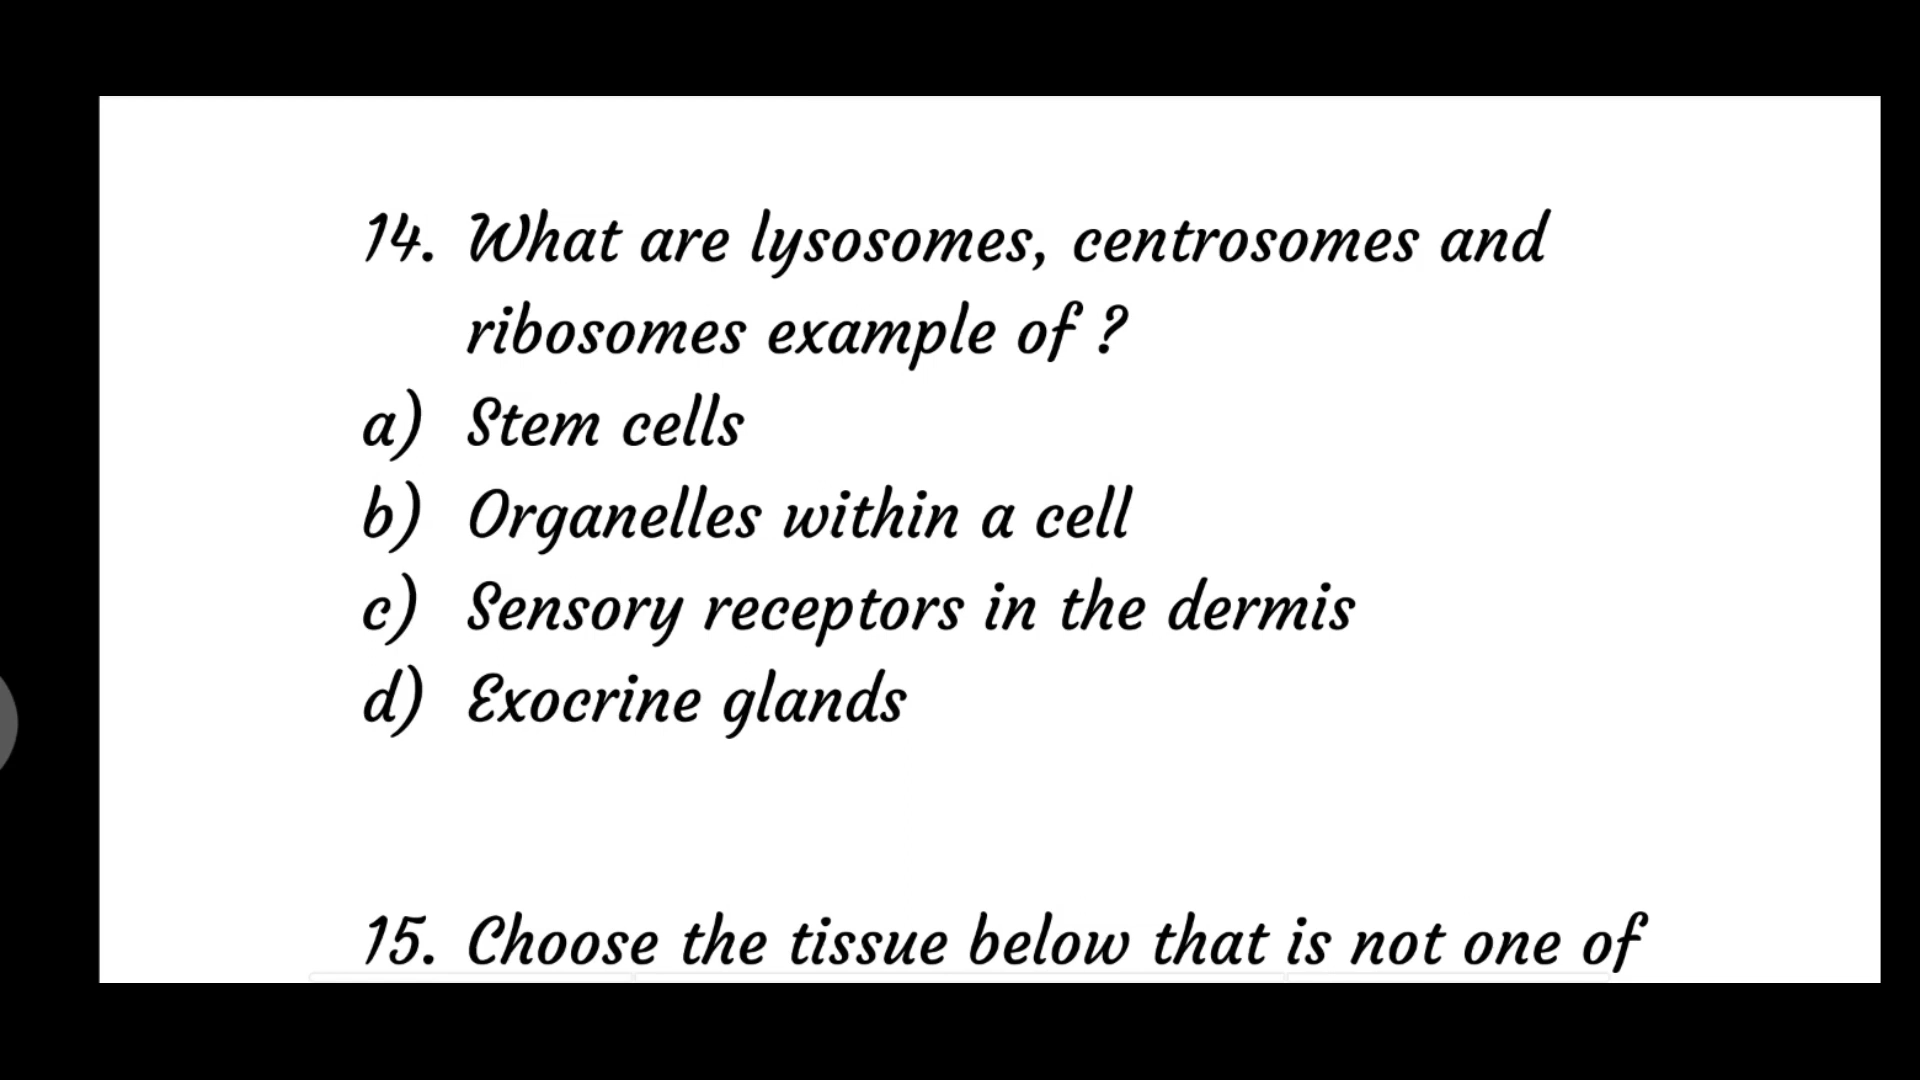 14. What are lysosomes, centrosomes and
ribosomes example of ?
a) Stem cells
b) Organelles within a cell
c) Sensory receptors in the dermis
d) Exocrine glands
15. Choose the tissue below that is not one of